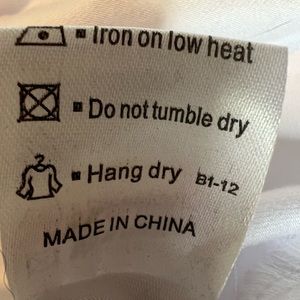 ▪ Iron on low heat
▪ Do not tumble dry
▪ Hang dry B1-12
MADE IN CHINA